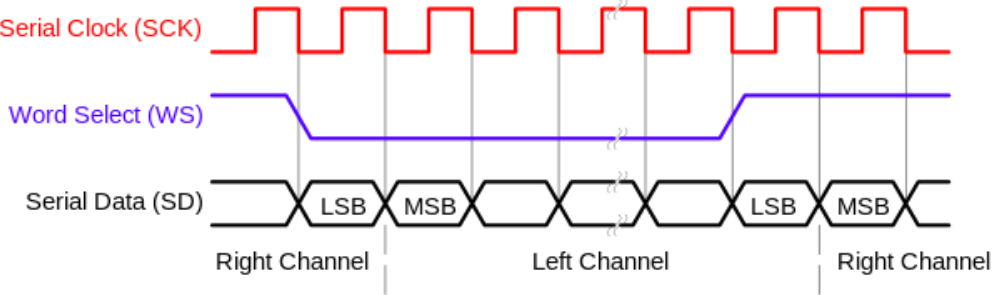 Serial Clock (SCK)
Word Select (WS)
Serial Data (SD)
LSB
MSB
LSB
MSB
Right Channel
Left Channel
Right Channel